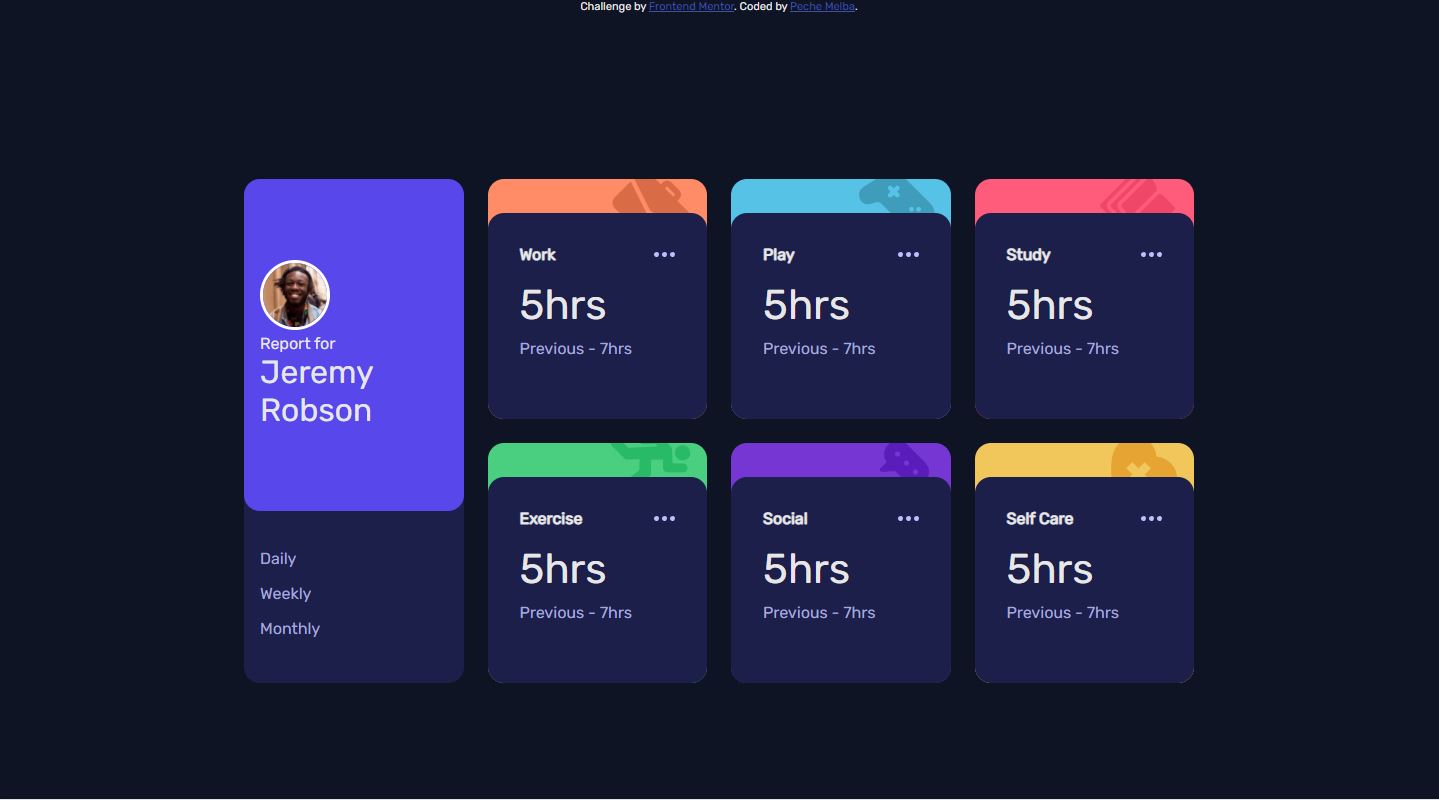 Challenge by Frontend Mentor. Coded by Peche Melba.
Report for
Jeremy
Robson
Daily
Weekly
Monthly
Work
5hrs
Previous - 7hrs
Play
5hrs
Previous - 7hrs
Study
5hrs
Previous - 7hrs
Exercise
5hrs
Previous - 7hrs
Social
5hrs
Previous - 7hrs
Self Care
5hrs
Previous - 7hrs